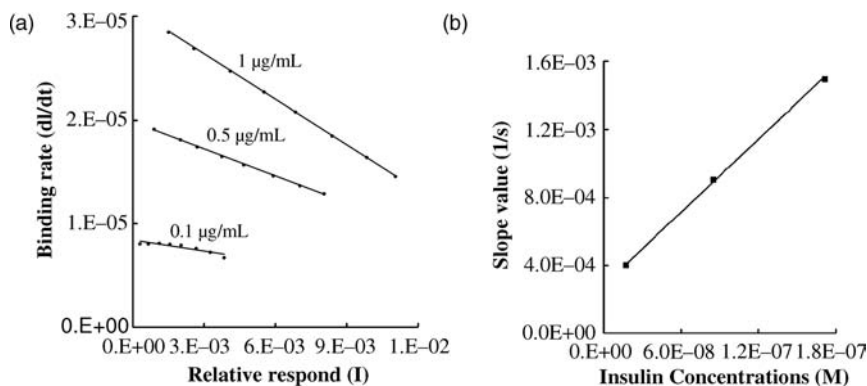 (a)
Binding rate (dI/dt)
3.E–05
2.E–05
1.E–05
0.E+00
1 µg/mL
0.5 µg/mL
0.1 µg/mL
0.E+00 3.E-03 6.E-03 9.E-03 1.E-02
Relative respond (I)
(b)
Slope value (1/s)
1.6E–03
1.2E–03
8.0E–04
4.0E–04
0.0E+00
0.E+00 6.0E-08 1.2E-07 1.8E-07
Insulin Concentrations (M)